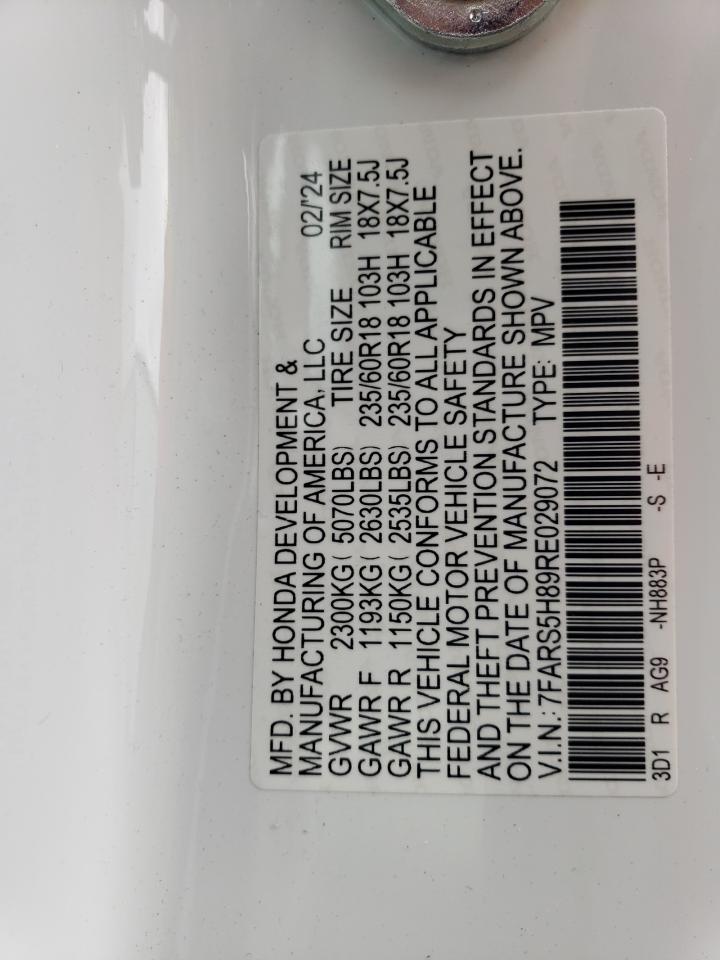 MFD. BY HONDA DEVELOPMENT &
MANUFACTURING OF AMERICA, LLC 02/'24
GVWR 2300KG( 5070LBS) TIRE SIZE RIM SIZE
GAWR F 1193KG( 2630LBS) 235/60R18 103H 18X7.5J
GAWR R 1150KG( 2535LBS) 235/60R18 103H 18X7.5J
THIS VEHICLE CONFORMS TO ALL APPLICABLE
FEDERAL MOTOR VEHICLE SAFETY
AND THEFT PREVENTION STANDARDS IN EFFECT
ON THE DATE OF MANUFACTURE SHOWN ABOVE.
V.I.N.: 7FARS5H89RE029072 TYPE: MPV
3D1 R AG9 -NH883P -S -E